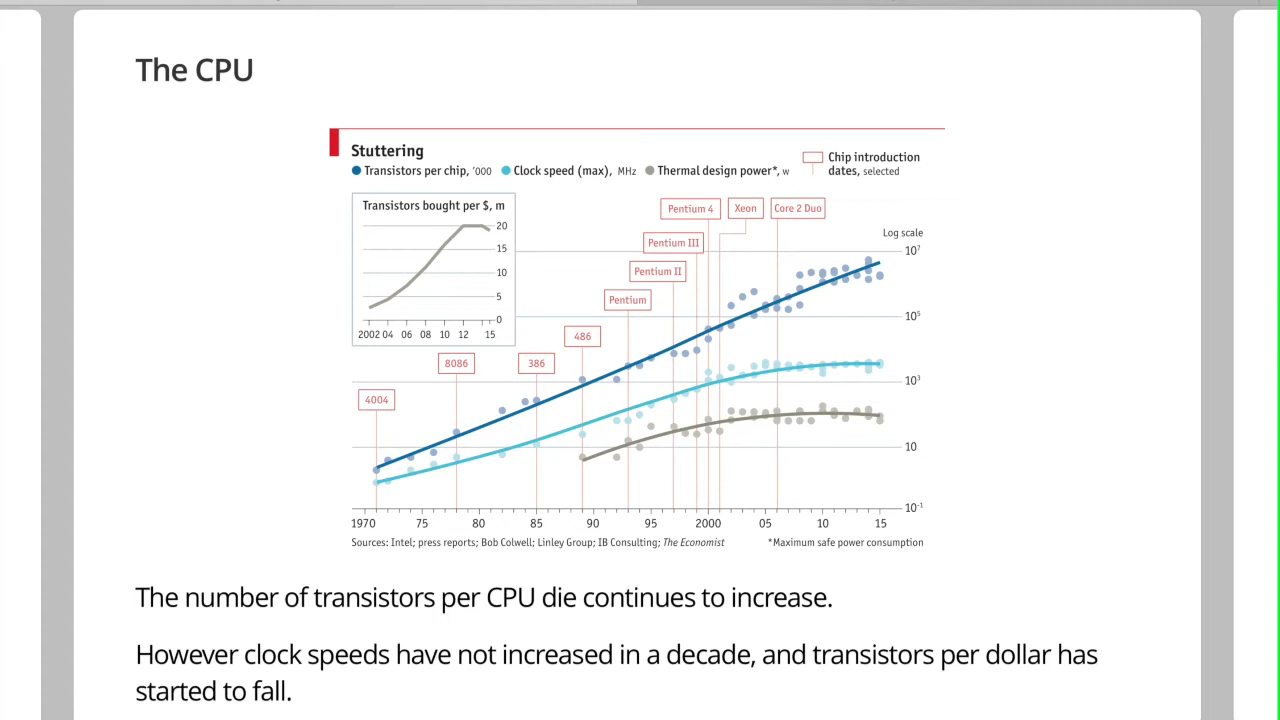 The CPU
Stuttering
Transistors per chip, '000 Clock speed (max), MHz Thermal design power*, w
Chip introduction
dates, selected
Transistors bought per $, m
20
15
10
5
0
2002 04 06 08 10 12 15
Pentium 4 Xeon Core 2 Duo
Pentium III
Pentium II
Pentium
486
8086 386
4004
Log scale
10⁷
10⁵
10³
10
10⁻¹
1970 75 80 85 90 95 2000 05 10 15
Sources: Intel; press reports; Bob Colwell; Linley Group; IB Consulting; The Economist *Maximum safe power consumption
The number of transistors per CPU die continues to increase.
However clock speeds have not increased in a decade, and transistors per dollar has
started to fall.